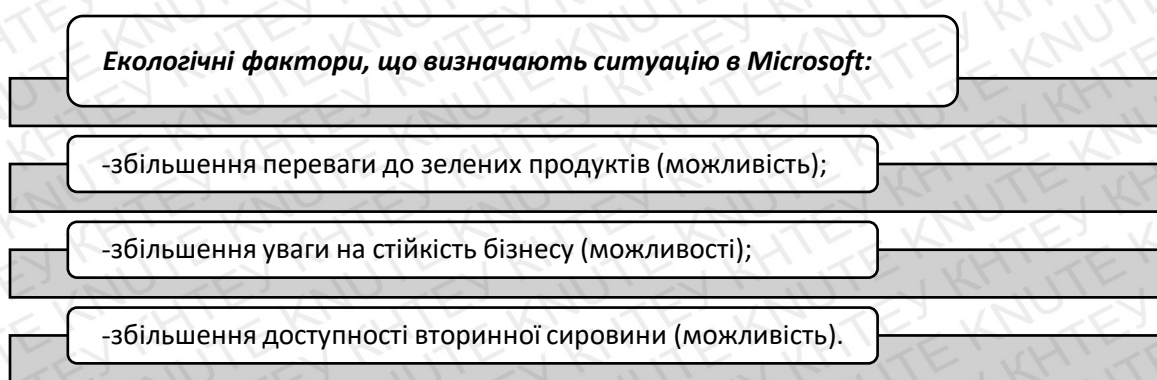 Екологічні фактори, що визначають ситуацію в Microsoft:
-збільшення переваги до зелених продуктів (можливість);
-збільшення уваги на стійкість бізнесу (можливості);
-збільшення доступності вторинної сировини (можливість).